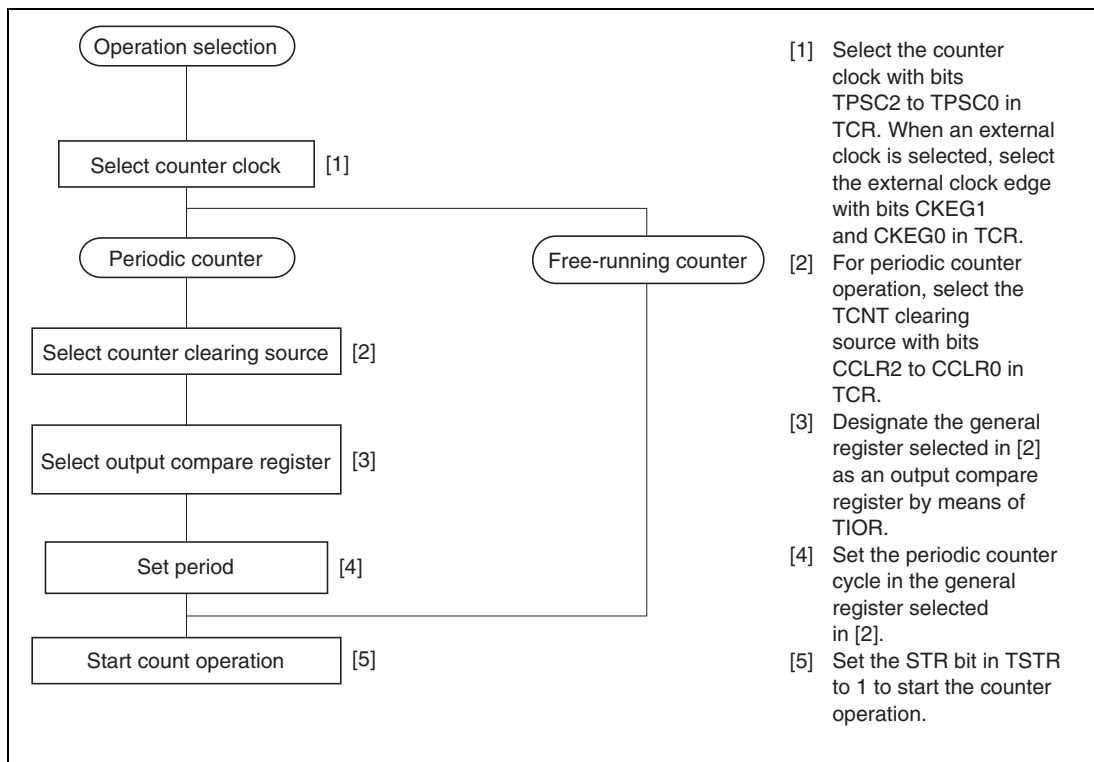 Operation selection
Select counter clock
[1]
Periodic counter
Free-running counter
Select counter clearing source
[2]
Select output compare register
[3]
Set period
[4]
Start count operation
[5]
[1] Select the counter
clock with bits
TPSC2 to TPSC0 in
TCR. When an external
clock is selected, select
the external clock edge
with bits CKEG1
and CKEG0 in TCR.
[2] For periodic counter
operation, select the
TCNT clearing
source with bits
CCLR2 to CCLR0 in
TCR.
[3] Designate the general
register selected in [2]
as an output compare
register by means of
TIOR.
[4] Set the periodic counter
cycle in the general
register selected
in [2].
[5] Set the STR bit in TSTR
to 1 to start the counter
operation.